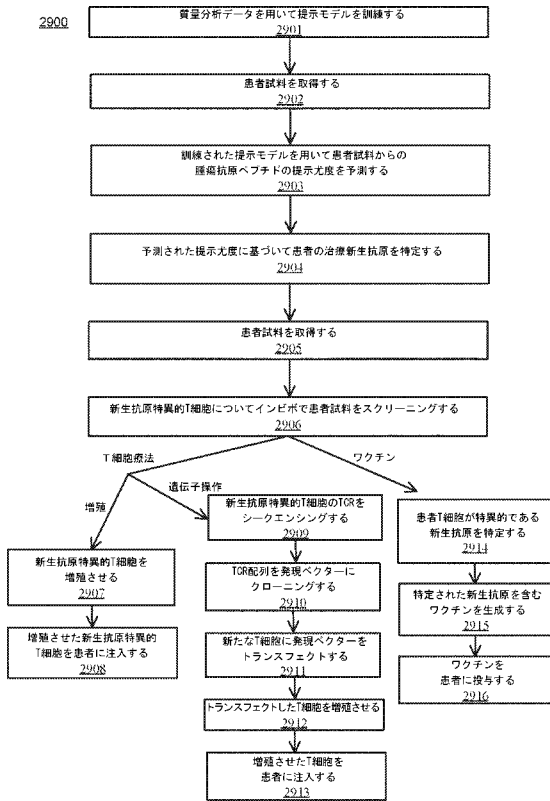 2900
質量分析データを用いて提示モデルを訓練する
2901
患者試料を取得する
2902
訓練された提示モデルを用いて患者試料からの
腫瘍抗原ペプチドの提示尤度を予測する
2903
予測された提示尤度に基づいて患者の治療新生抗原を特定する
2904
患者試料を取得する
2905
新生抗原特異的T細胞についてインビボで患者試料をスクリーニングする
2906
T細胞療法
ワクチン
増殖
遺伝子操作
新生抗原特異的T細胞を
増殖させる
2907
増殖させた新生抗原特異的
T細胞を患者に注入する
2908
新生抗原特異的T細胞のTCRを
シークエンシングする
2909
TCR配列を発現ベクターに
クローニングする
2910
新たなT細胞に発現ベクターを
トランスフェクトする
2911
トランスフェクトしたT細胞を増殖させる
2912
増殖させたT細胞を
患者に注入する
2913
患者T細胞が特異的である
新生抗原を特定する
2914
特定された新生抗原を含む
ワクチンを生成する
2915
ワクチンを
患者に投与する
2916